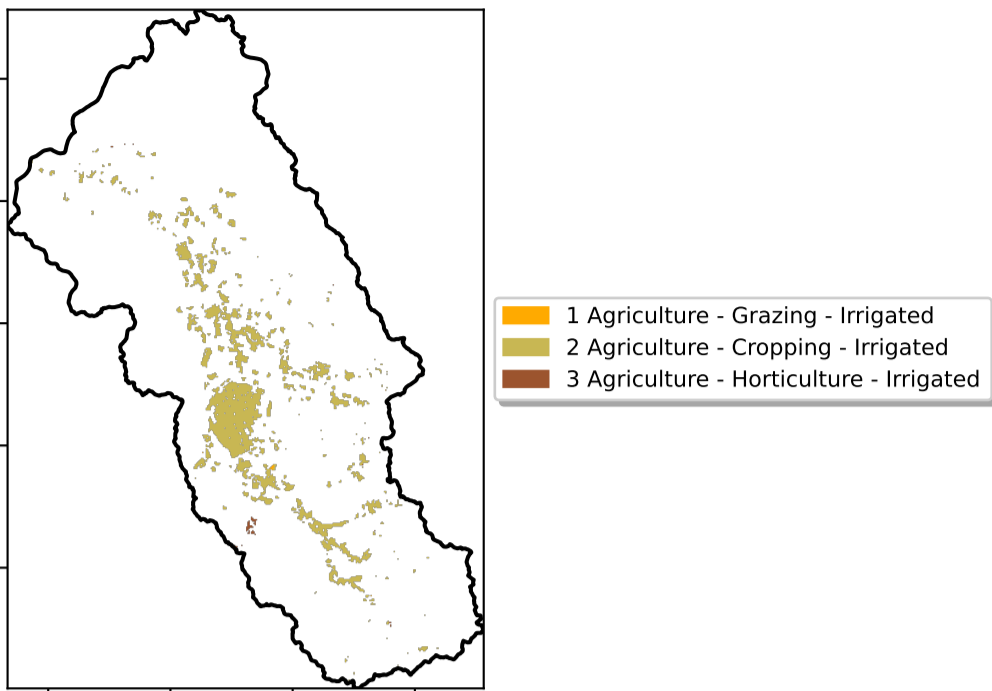 1 Agriculture - Grazing - Irrigated
2 Agriculture - Cropping - Irrigated
3 Agriculture - Horticulture - Irrigated